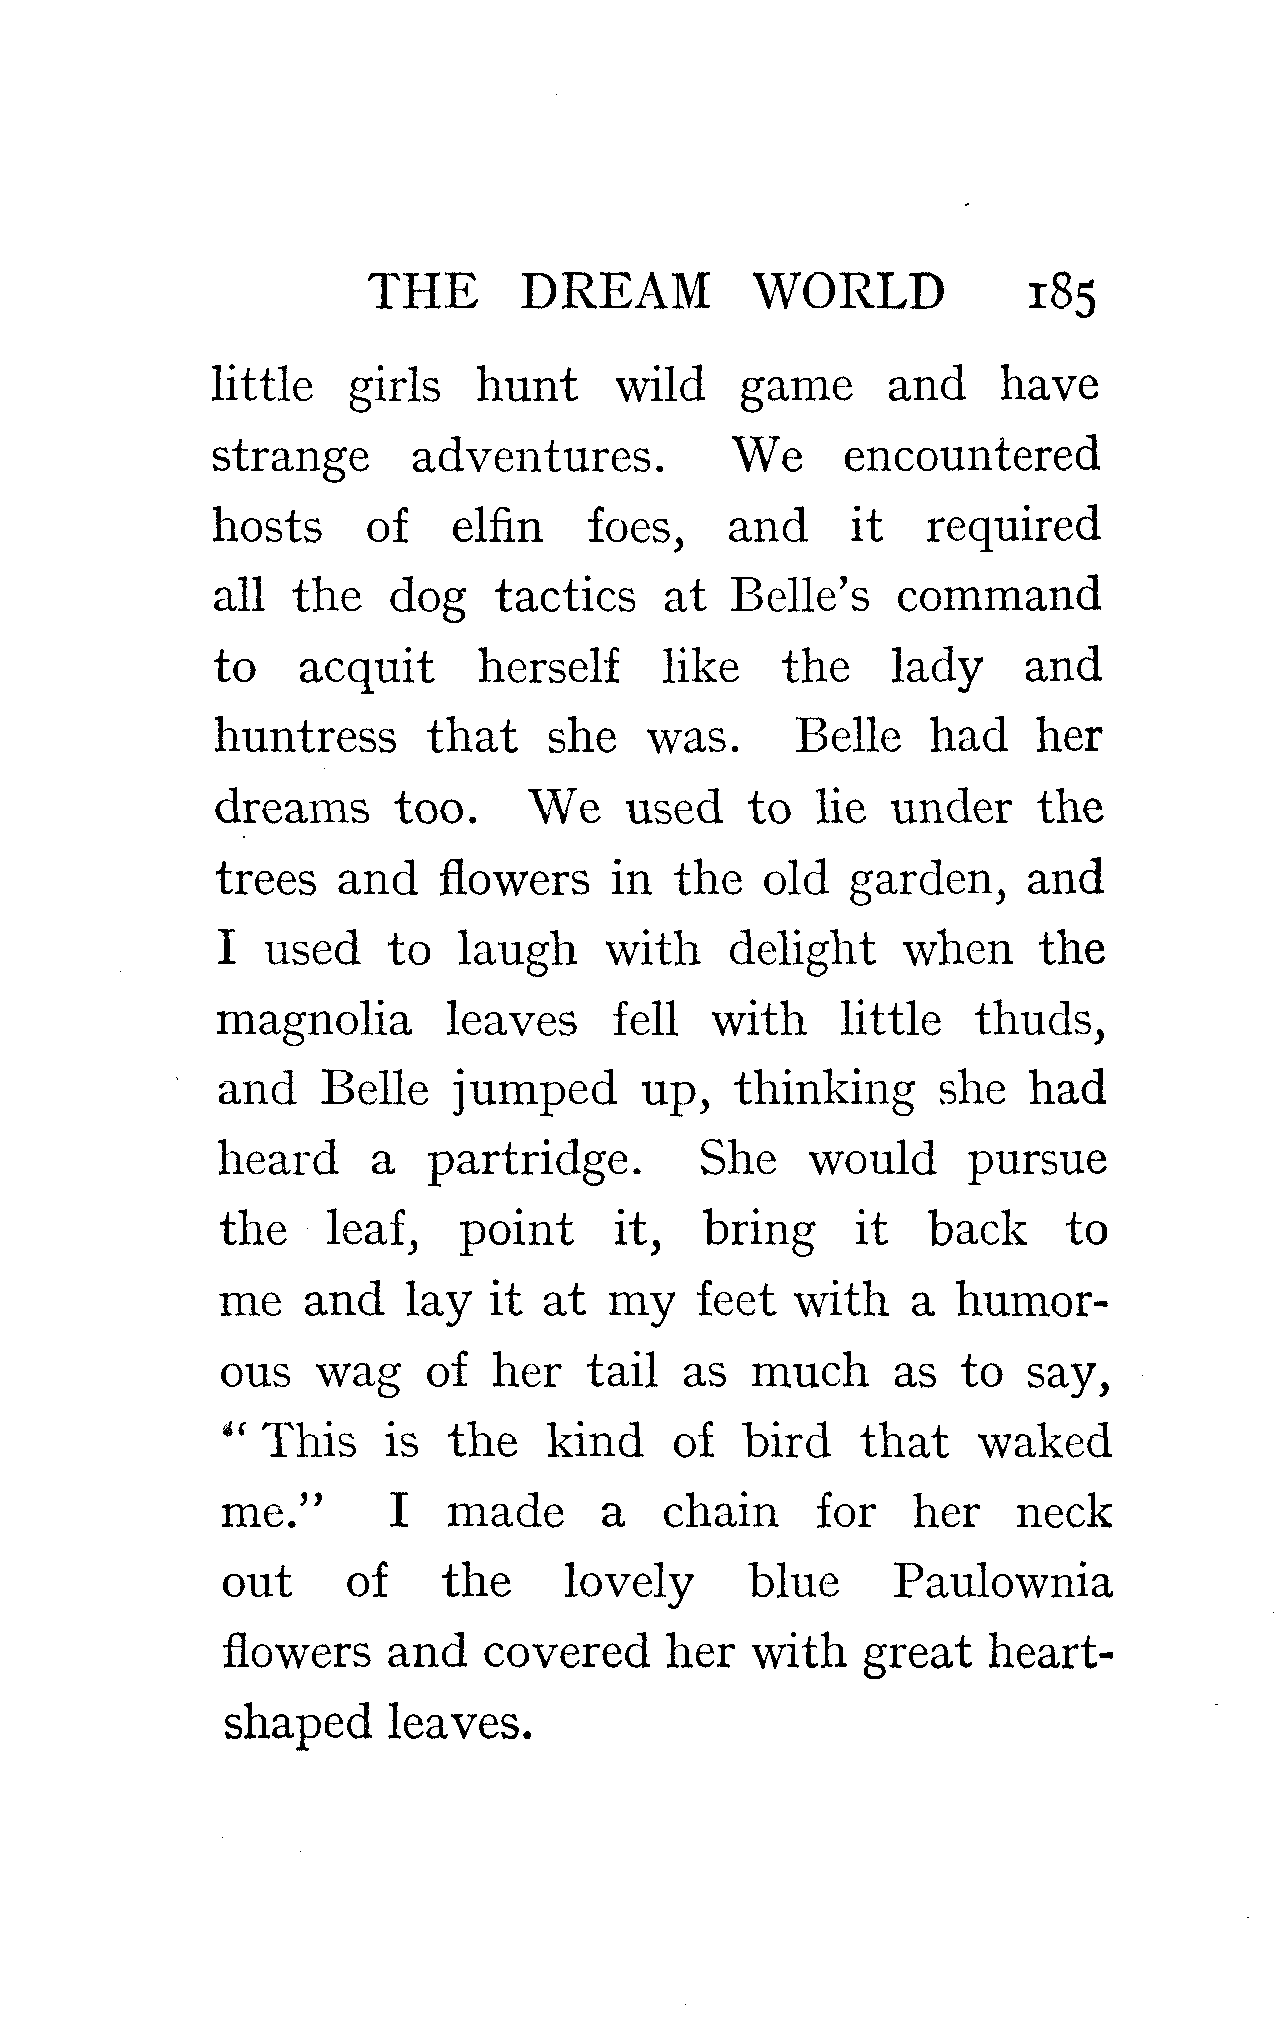 THE DREAM WORLD 185
little girls hunt wild game and have
strange adventures. We encountered
hosts of elfin foes, and it required
all the dog tactics at Belle's command
to acquit herself like the lady and
huntress that she was. Belle had her
dreams too. We used to lie under the
trees and flowers in the old garden, and
I used to laugh with delight when the
magnolia leaves fell with little thuds,
and Belle jumped up, thinking she had
heard a partridge. She would pursue
the leaf, point it, bring it back to
me and lay it at my feet with a humor-
ous wag of her tail as much as to say,
“ This is the kind of bird that waked
me.” I made a chain for her neck
out of the lovely blue Paulownia
flowers and covered her with great heart-
shaped leaves.